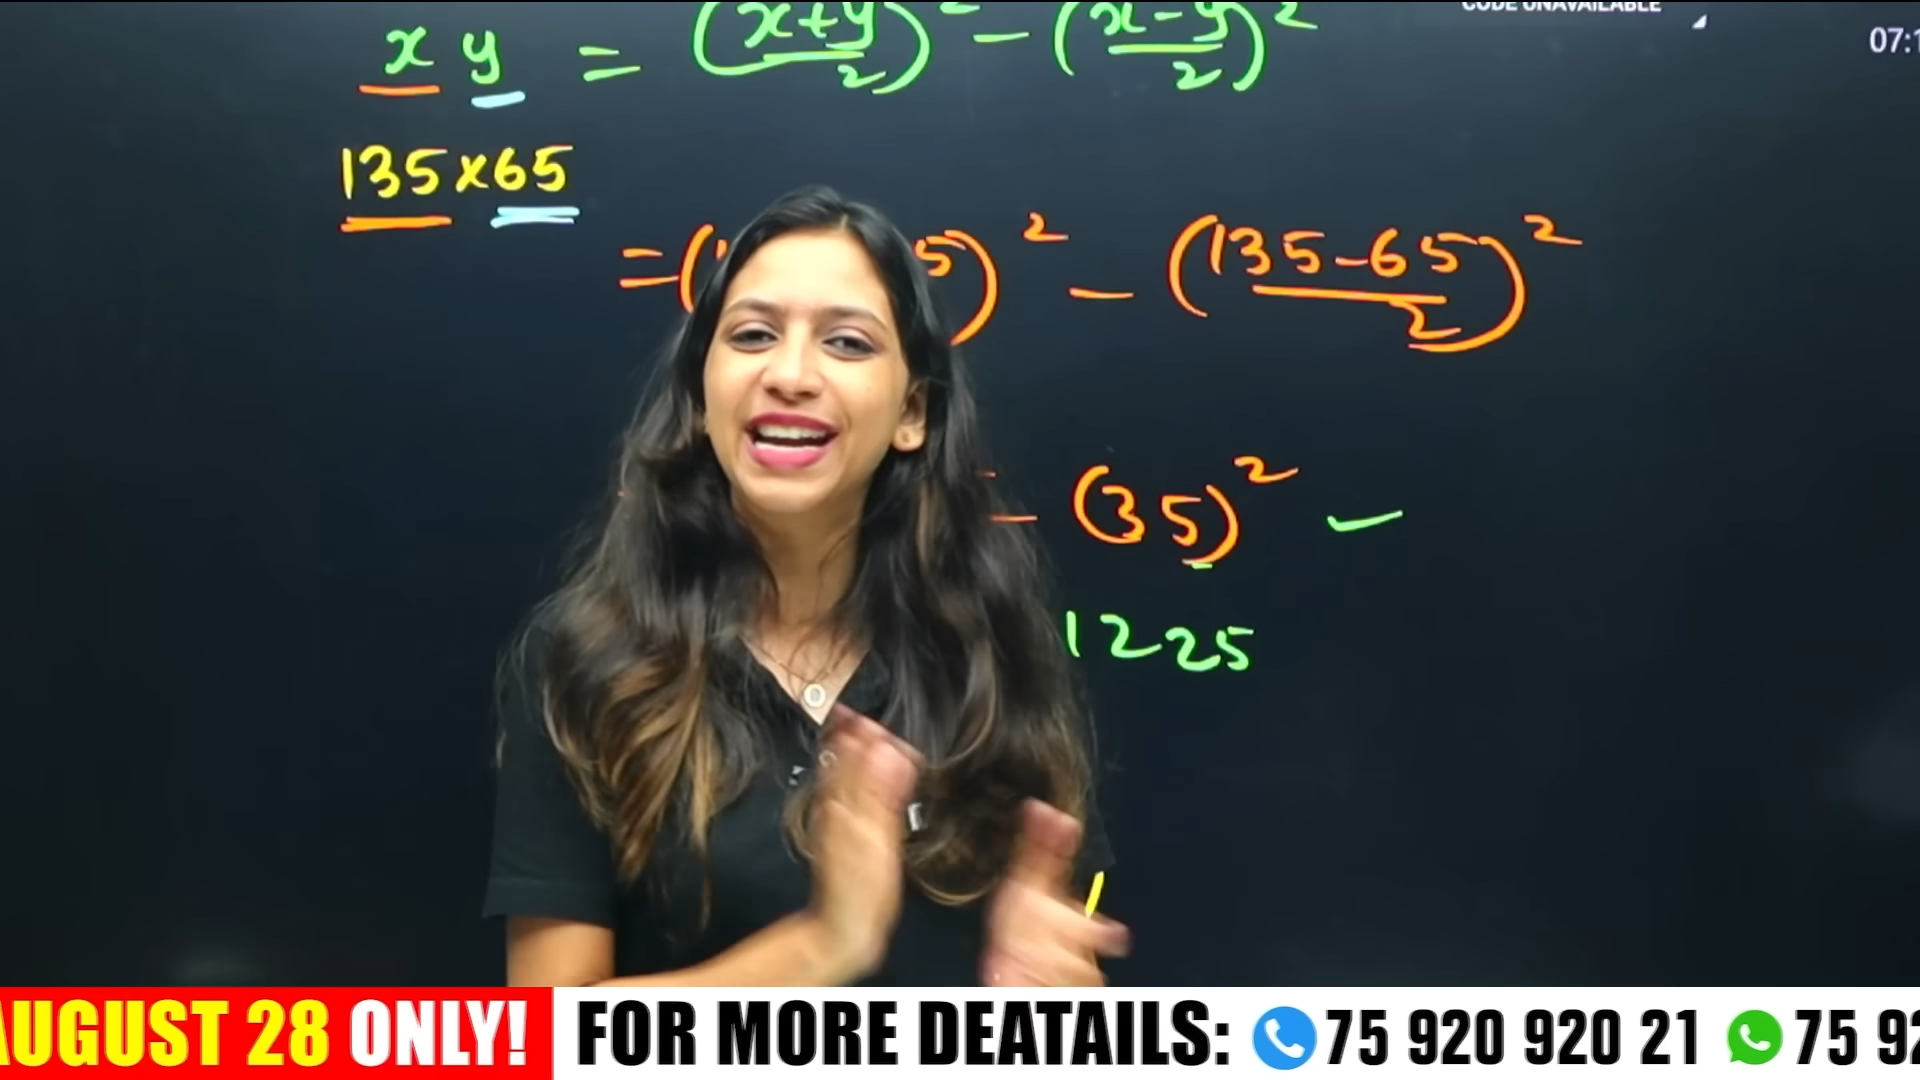 CODE UNAVAILABLE
07:1
x y = (x+y/2)² - (x-y/2)²
135×65
=( 5)² - (135-65/2)²
- (35)² -
1225
AUGUST 28 ONLY! FOR MORE DEATAILS: 75 920 920 21 75 92